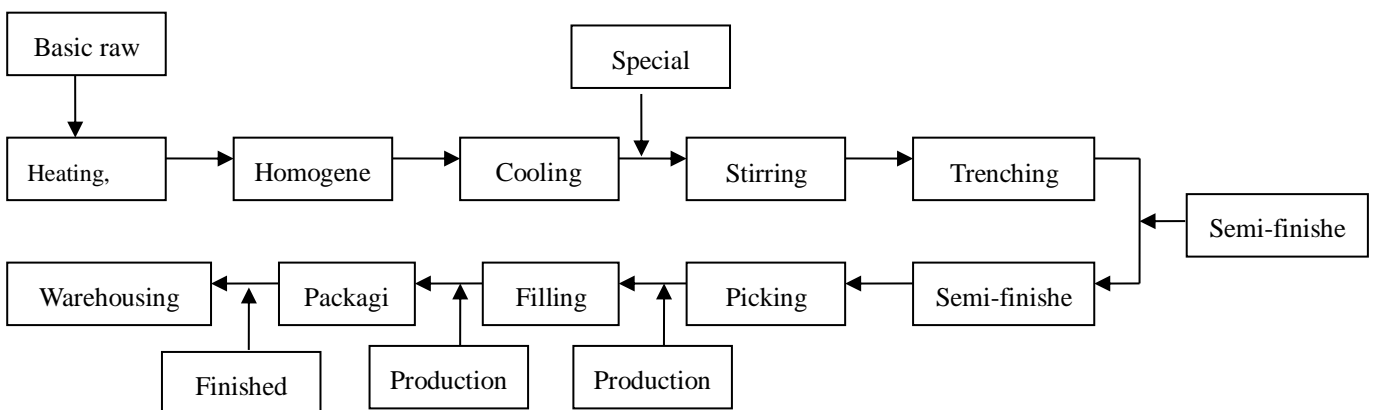 Basic raw
Special
Heating,
Homogene
Cooling
Stirring
Trenching
Semi-finishe
Warehousing
Packagi
Filling
Picking
Semi-finishe
Finished
Production
Production